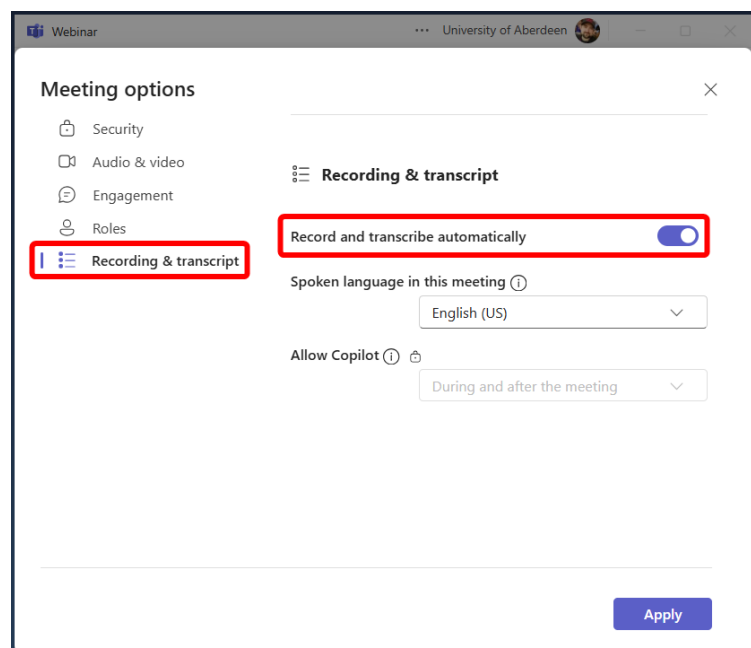 Webinar
... University of Aberdeen
Meeting options
Security
Audio & video
Engagement
Roles
Recording & transcript
Recording & transcript
Record and transcribe automatically
Spoken language in this meeting
English (US)
Allow Copilot
During and after the meeting
Apply